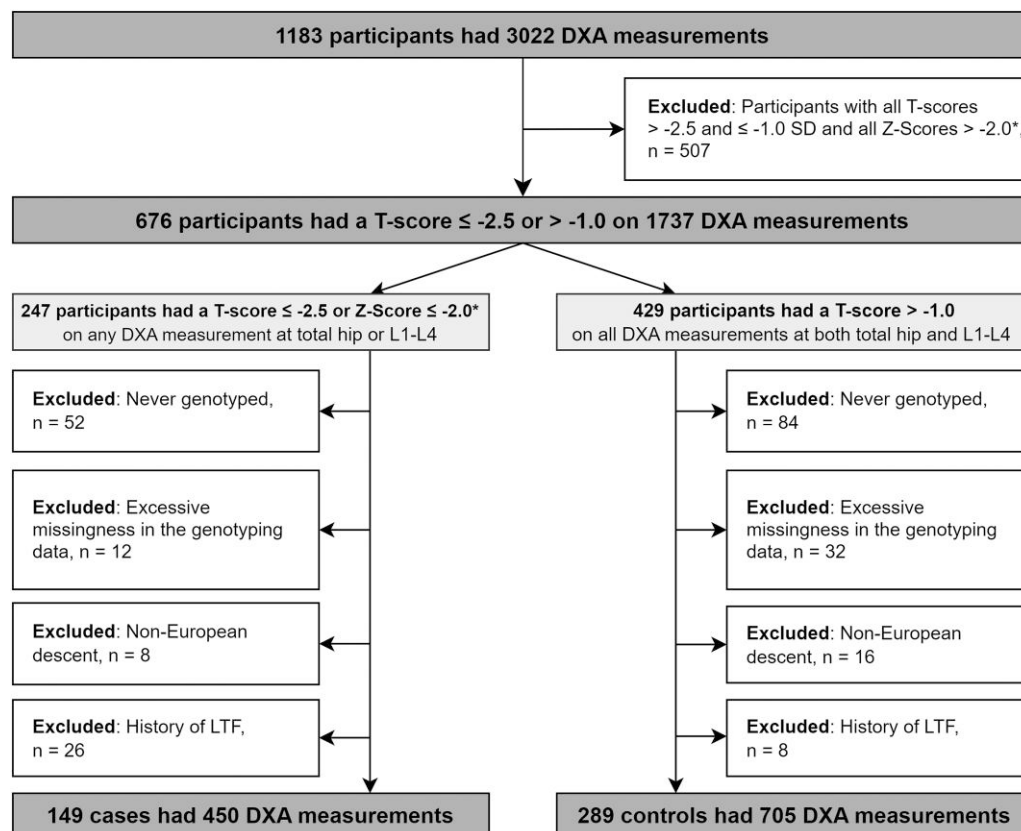 1183 participants had 3022 DXA measurements
Excluded: Participants with all T-scores
> -2.5 and ≤ -1.0 SD and all Z-Scores > -2.0*,
n = 507
676 participants had a T-score ≤ -2.5 or > -1.0 on 1737 DXA measurements
247 participants had a T-score ≤ -2.5 or Z-Score ≤ -2.0*
on any DXA measurement at total hip or L1-L4
Excluded: Never genotyped,
n = 52
Excluded: Excessive
missingness in the genotyping
data, n = 12
Excluded: Non-European
descent, n = 8
Excluded: History of LTF,
n = 26
149 cases had 450 DXA measurements
429 participants had a T-score > -1.0
on all DXA measurements at both total hip and L1-L4
Excluded: Never genotyped,
n = 84
Excluded: Excessive
missingness in the genotyping
data, n = 32
Excluded: Non-European
descent, n = 16
Excluded: History of LTF,
n = 8
289 controls had 705 DXA measurements